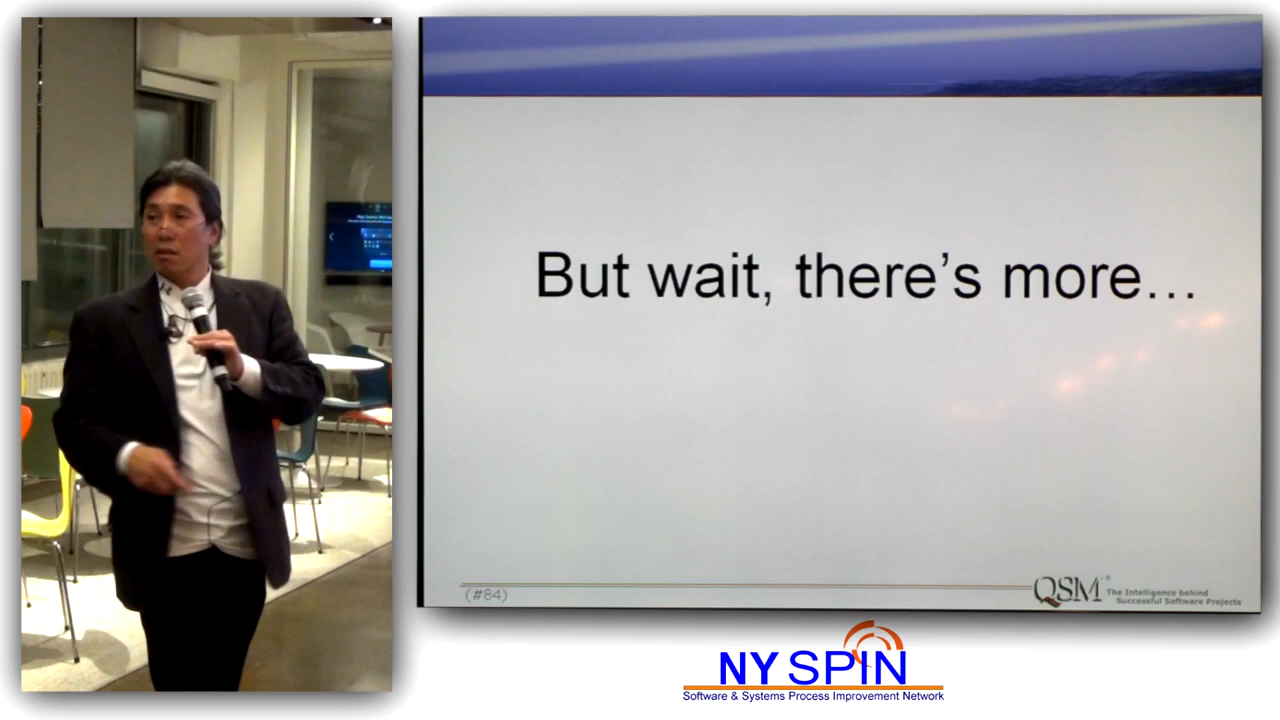 But wait, there's more…
(#84)
QSM®
The Intelligence behind
Successful Software Projects
NY SPIN
Software & Systems Process Improvement Network